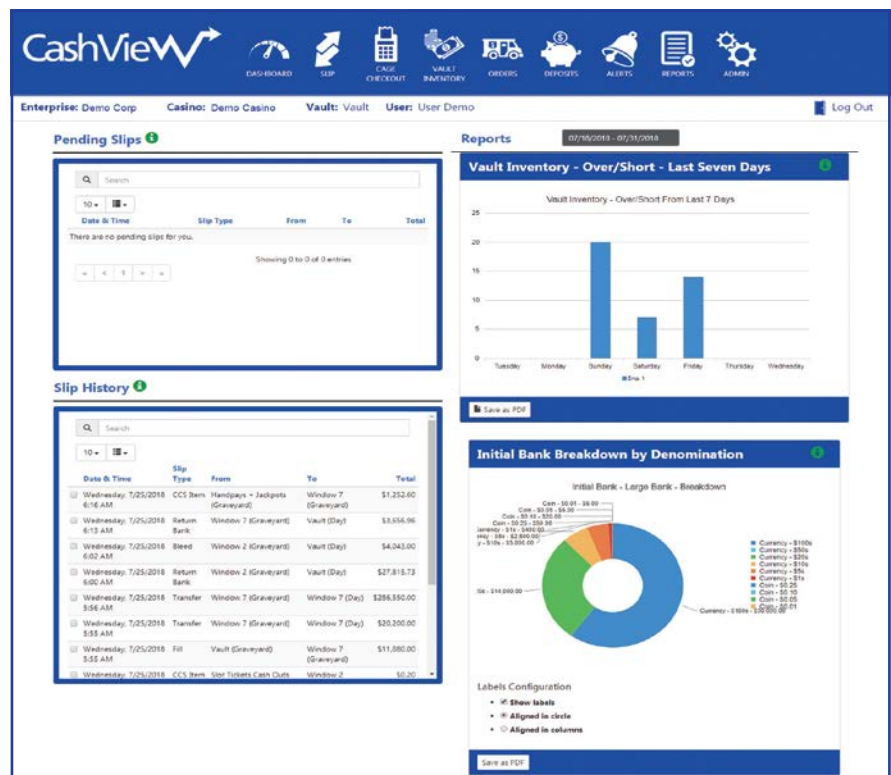 CashView
DASHBOARD
SLIP
CAGE
CHECKOUT
VAULT
INVENTORY
ORDERS
DEPOSITS
ALERTS
REPORTS
ADMIN
Enterprise: Demo Corp Casino: Demo Casino Vault: Vault User: User Demo Log Out
Pending Slips
Search
10
Date & Time Slip Type From To Total
There are no pending slips for you.
Showing 0 to 0 of 0 entries
« < 1 > »
Slip History
Search
10
Date & Time Slip Type From To Total
Wednesday, 7/25/2018 CCS Item Handpays + Jackpots Window 7 $1,252.60
6:16 AM (Graveyard) (Graveyard)
Wednesday, 7/25/2018 Return Window 7 (Graveyard) Vault (Day) $3,656.96
6:13 AM Bank
Wednesday, 7/25/2018 Bleed Window 2 (Graveyard) Vault (Day) $4,043.00
6:02 AM
Wednesday, 7/25/2018 Return Window 2 (Graveyard) Vault (Day) $27,815.73
6:00 AM Bank
Wednesday, 7/25/2018 Transfer Window 7 (Graveyard) Window 7 (Day) $286,550.00
5:56 AM
Wednesday, 7/25/2018 Transfer Window 7 (Graveyard) Window 7 (Day) $20,200.00
5:55 AM
Wednesday, 7/25/2018 Fill Vault (Graveyard) Window 7 $11,880.00
5:55 AM (Graveyard)
Wednesday, 7/25/2018 CCS Item Slot Tickets Cash Outs Window 2 $0.20
Reports
07/18/2018 - 07/31/2018
Vault Inventory - Over/Short - Last Seven Days
Vault Inventory - Over/Short From Last 7 Days
25
20
15
10
5
0
Tuesday Monday Sunday Saturday Friday Thursday Wednesday
Save as PDF
Initial Bank Breakdown by Denomination
Initial Bank - Large Bank - Breakdown
Coin - $0.10 - $20.00
Coin - $0.25 - $50.00
Currency - $100s
Currency - $50s
Currency - $20s
Currency - $10s
Currency - $5s
Currency - $1s
Coin - $0.25
Coin - $0.10
Coin - $0.05
Coin - $0.01
Labels Configuration
Show labels
Aligned in circle
Aligned in columns
Save as PDF